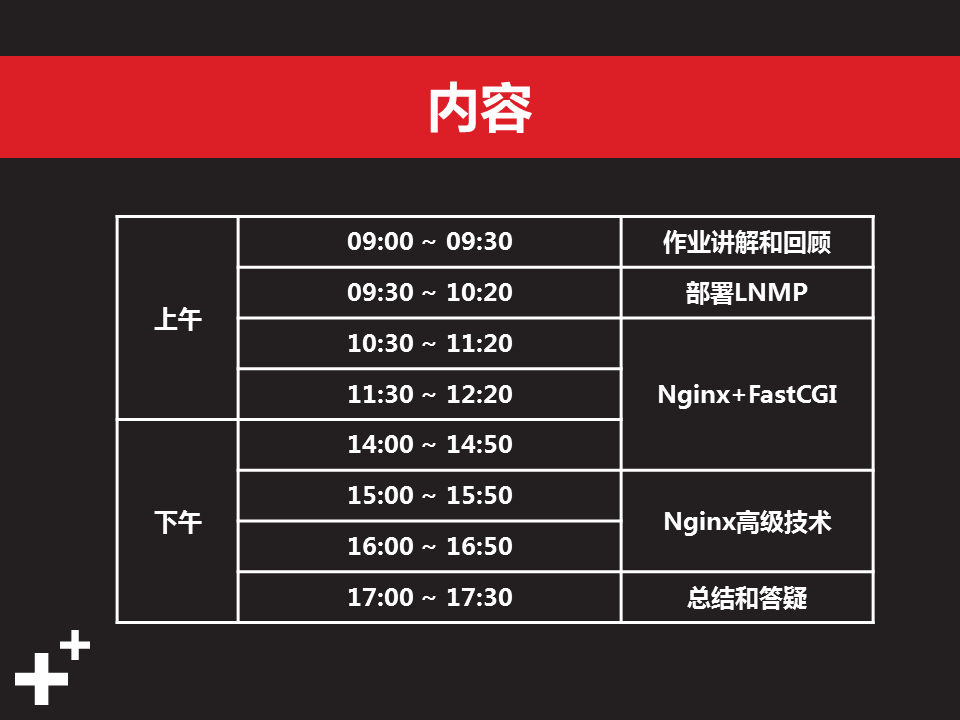 内容
上午
09:00 ~ 09:30
作业讲解和回顾
09:30 ~ 10:20
部署LNMP
10:30 ~ 11:20
Nginx+FastCGI
11:30 ~ 12:20
下午
14:00 ~ 14:50
15:00 ~ 15:50
Nginx高级技术
16:00 ~ 16:50
17:00 ~ 17:30
总结和答疑